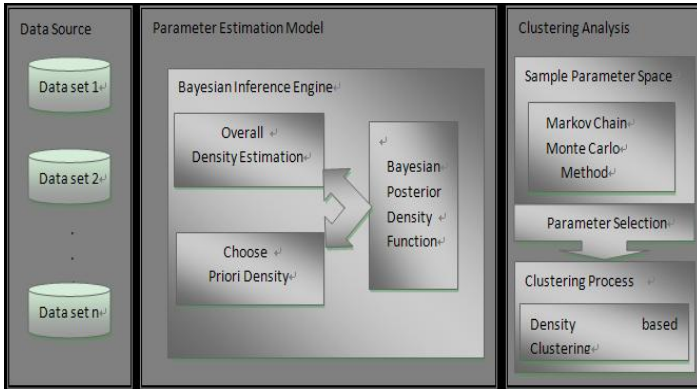 Data Source
Data set 1
Data set 2
.
.
.
Data set n
Parameter Estimation Model
Bayesian Inference Engine
Overall
Density Estimation
Choose
Priori Density
Bayesian
Posterior
Density
Function
Clustering Analysis
Sample Parameter Space
Markov Chain
Monte Carlo
Method
Parameter Selection
Clustering Process
Density based
Clustering